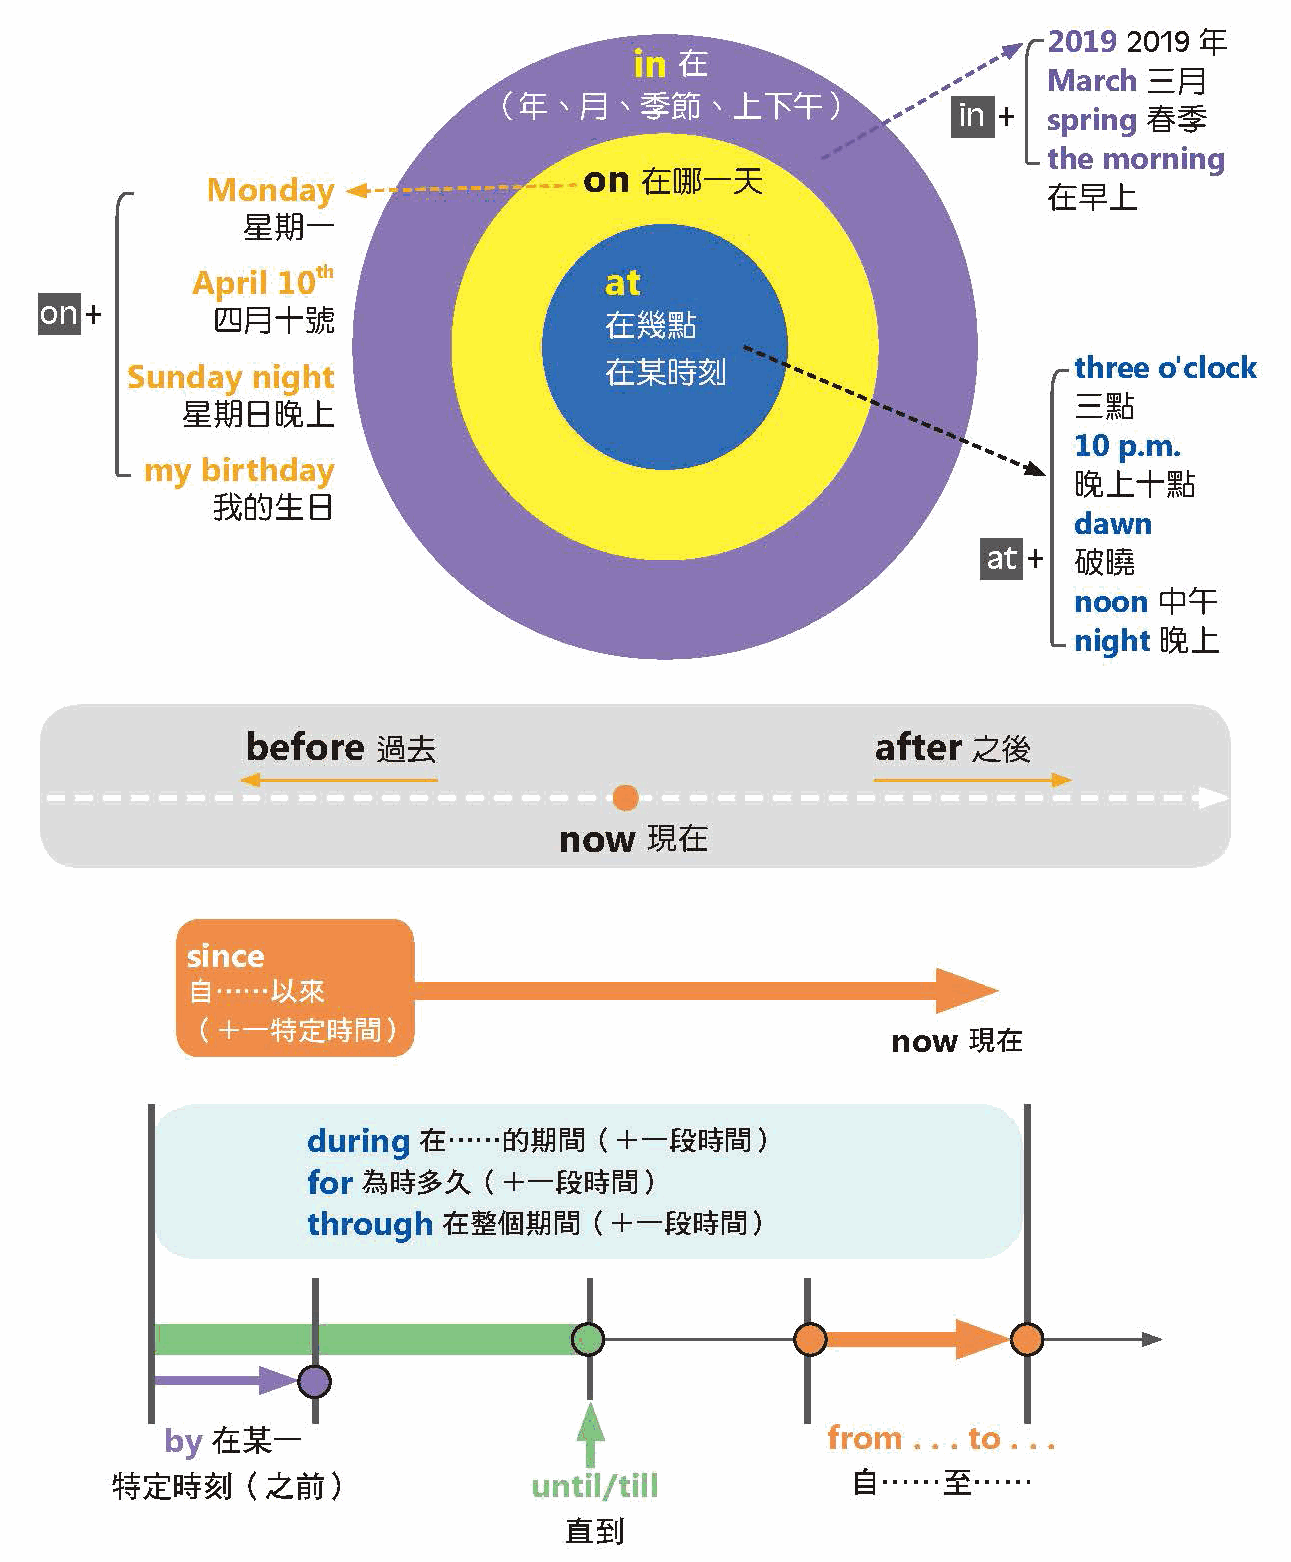 in 在
（年、月、季節、上下午）
on 在哪一天
at
在幾點
在某時刻
in +
2019 2019 年
March 三月
spring 春季
the morning
在早上
on +
Monday
星期一
April 10th
四月十號
Sunday night
星期日晚上
my birthday
我的生日
at +
three o'clock
三點
10 p.m.
晚上十點
dawn
破曉
noon 中午
night 晚上
before 過去
after 之後
now 現在
since
自……以來
（＋一特定時間）
now 現在
during 在……的期間（＋一段時間）
for 為時多久（＋一段時間）
through 在整個期間（＋一段時間）
by 在某一
特定時刻（之前）
until/till
直到
from . . . to . . .
自……至……